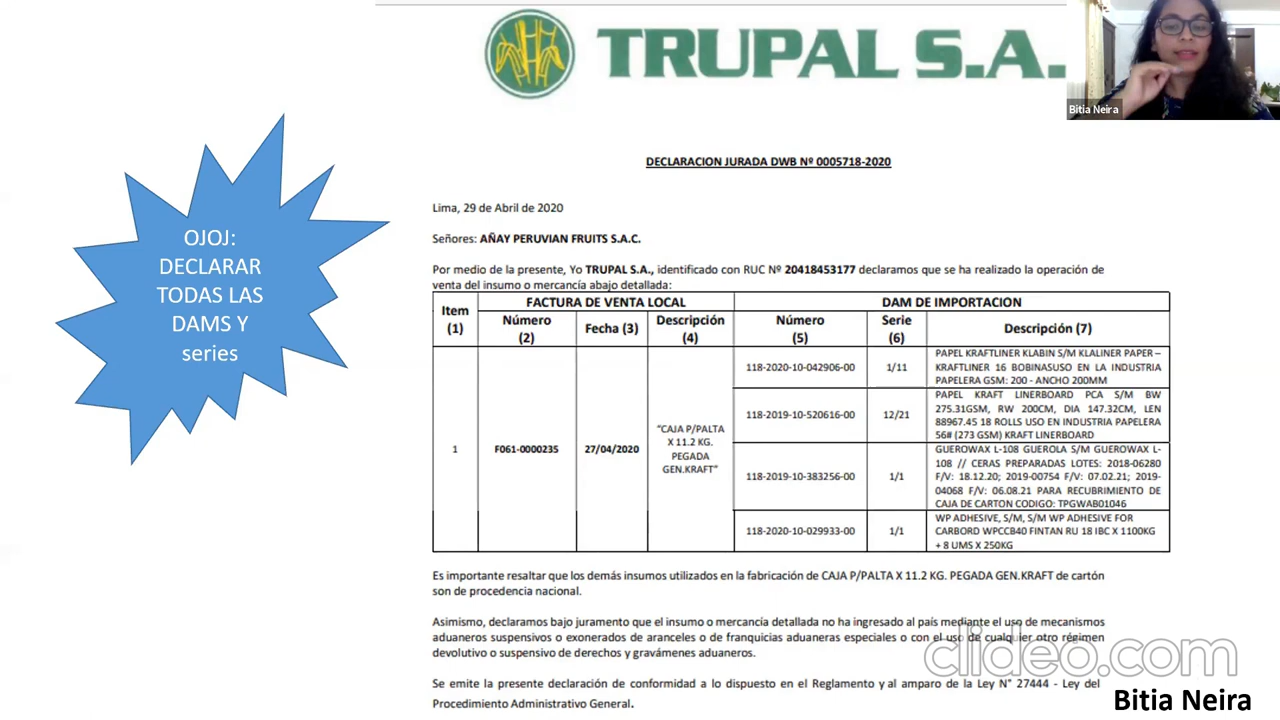 TRUPAL S.A.
Bitia Neira
DECLARACION JURADA DWB Nº 0005718-2020
OJOJ:
DECLARAR
TODAS LAS
DAMS Y
series
Lima, 29 de Abril de 2020
Señores: AÑAY PERUVIAN FRUITS S.A.C.
Por medio de la presente, Yo TRUPAL S.A., identificado con RUC Nº 20418453177 declaramos que se ha realizado la operación de
venta del insumo o mercancía abajo detallada:
Item
(1)
FACTURA DE VENTA LOCAL
DAM DE IMPORTACION
Número
(2)
Fecha (3)
Descripción
(4)
Número
(5)
Serie
(6)
Descripción (7)
1
F061-0000235
27/04/2020
"CAJA P/PALTA
X 11.2 KG.
PEGADA
GEN.KRAFT"
118-2020-10-042906-00
1/11
PAPEL KRAFTLINER KLABIN S/M KLALINER PAPER –
KRAFTLINER 16 BOBINASUSO EN LA INDUSTRIA
PAPELERA GSM: 200 - ANCHO 200MM
118-2019-10-520616-00
12/21
PAPEL KRAFT LINERBOARD PCA S/M BW
275.31GSM, RW 200CM, DIA 147.32CM, LEN
88967.45 18 ROLLS USO EN INDUSTRIA PAPELERA
56# (273 GSM) KRAFT LINERBOARD
118-2019-10-383256-00
1/1
GUEROWAX L-108 GUEROLA S/M GUEROWAX L-
108 // CERAS PREPARADAS LOTES: 2018-06280
F/V: 18.12.20; 2019-00754 F/V: 07.02.21; 2019-
04068 F/V: 06.08.21 PARA RECUBRIMIENTO DE
CAJA DE CARTON CODIGO: TPGWAB01046
118-2020-10-029933-00
1/1
WP ADHESIVE, S/M, S/M WP ADHESIVE FOR
CARBORD WPCCB40 FINTAN RU 18 IBC X 1100KG
+ 8 UMS X 250KG
Es importante resaltar que los demás insumos utilizados en la fabricación de CAJA P/PALTA X 11.2 KG. PEGADA GEN.KRAFT de cartón
son de procedencia nacional.
Asimismo, declaramos bajo juramento que el insumo o mercancía detallada no ha ingresado al país mediante el uso de mecanismos
aduaneros suspensivos o exonerados de aranceles o de franquicias aduaneras especiales o con el uso de cualquier otro régimen
devolutivo o suspensivo de derechos y gravámenes aduaneros.
Se emite la presente declaración de conformidad a lo dispuesto en el Reglamento y al amparo de la Ley N° 27444 - Ley del
Procedimiento Administrativo General.
clideo.com
Bitia Neira